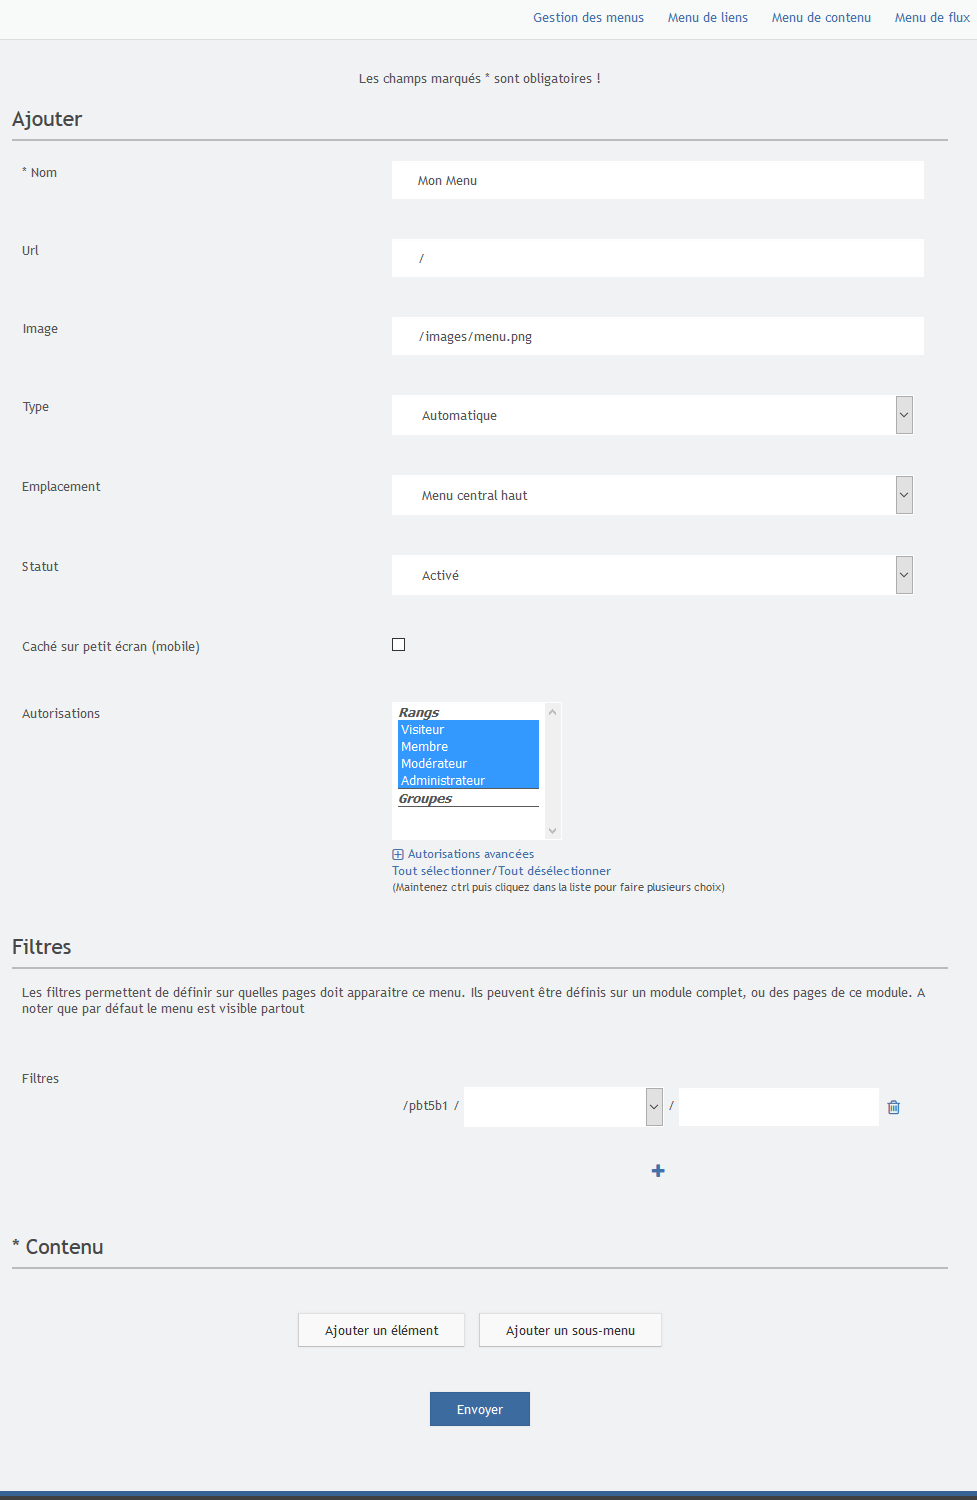 Gestion des menus Menu de liens Menu de contenu Menu de flux
Les champs marqués * sont obligatoires !
Ajouter
* Nom
Mon Menu
Url
/
Image
/images/menu.png
Type
Automatique
Emplacement
Menu central haut
Statut
Activé
Caché sur petit écran (mobile)
Autorisations
Rangs
Visiteur
Membre
Modérateur
Administrateur
Groupes
Autorisations avancées
Tout sélectionner/Tout désélectionner
(Maintenez ctrl puis cliquez dans la liste pour faire plusieurs choix)
Filtres
Les filtres permettent de définir sur quelles pages doit apparaitre ce menu. Ils peuvent être définis sur un module complet, ou des pages de ce module. A
noter que par défaut le menu est visible partout
Filtres
/pbt5b1 / /
* Contenu
Ajouter un élément Ajouter un sous-menu
Envoyer